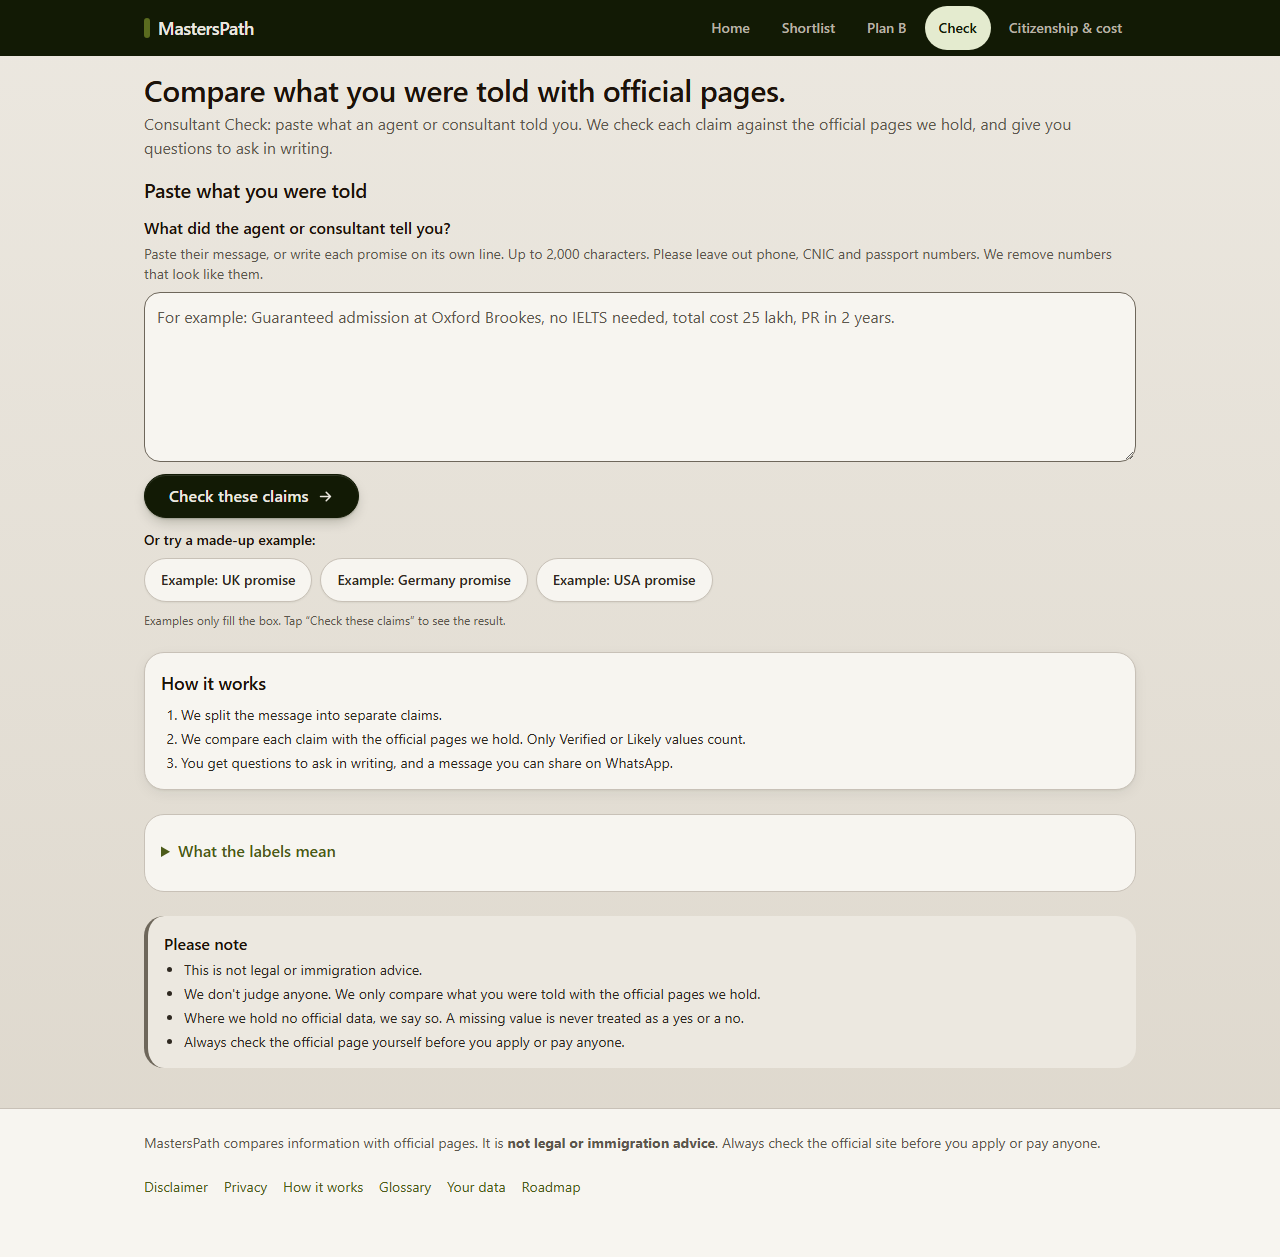 MastersPath
Home
Shortlist
Plan B
Check
Citizenship & cost
Compare what you were told with official pages.
Consultant Check: paste what an agent or consultant told you. We check each claim against the official pages we hold, and give you
questions to ask in writing.
Paste what you were told
What did the agent or consultant tell you?
Paste their message, or write each promise on its own line. Up to 2,000 characters. Please leave out phone, CNIC and passport numbers. We remove numbers
that look like them.
For example: Guaranteed admission at Oxford Brookes, no IELTS needed, total cost 25 lakh, PR in 2 years.
Check these claims →
Or try a made-up example:
Example: UK promise
Example: Germany promise
Example: USA promise
Examples only fill the box. Tap “Check these claims” to see the result.
How it works
1. We split the message into separate claims.
2. We compare each claim with the official pages we hold. Only Verified or Likely values count.
3. You get questions to ask in writing, and a message you can share on WhatsApp.
What the labels mean
Please note
• This is not legal or immigration advice.
• We don't judge anyone. We only compare what you were told with the official pages we hold.
• Where we hold no official data, we say so. A missing value is never treated as a yes or a no.
• Always check the official page yourself before you apply or pay anyone.
MastersPath compares information with official pages. It is not legal or immigration advice. Always check the official site before you apply or pay anyone.
Disclaimer
Privacy
How it works
Glossary
Your data
Roadmap